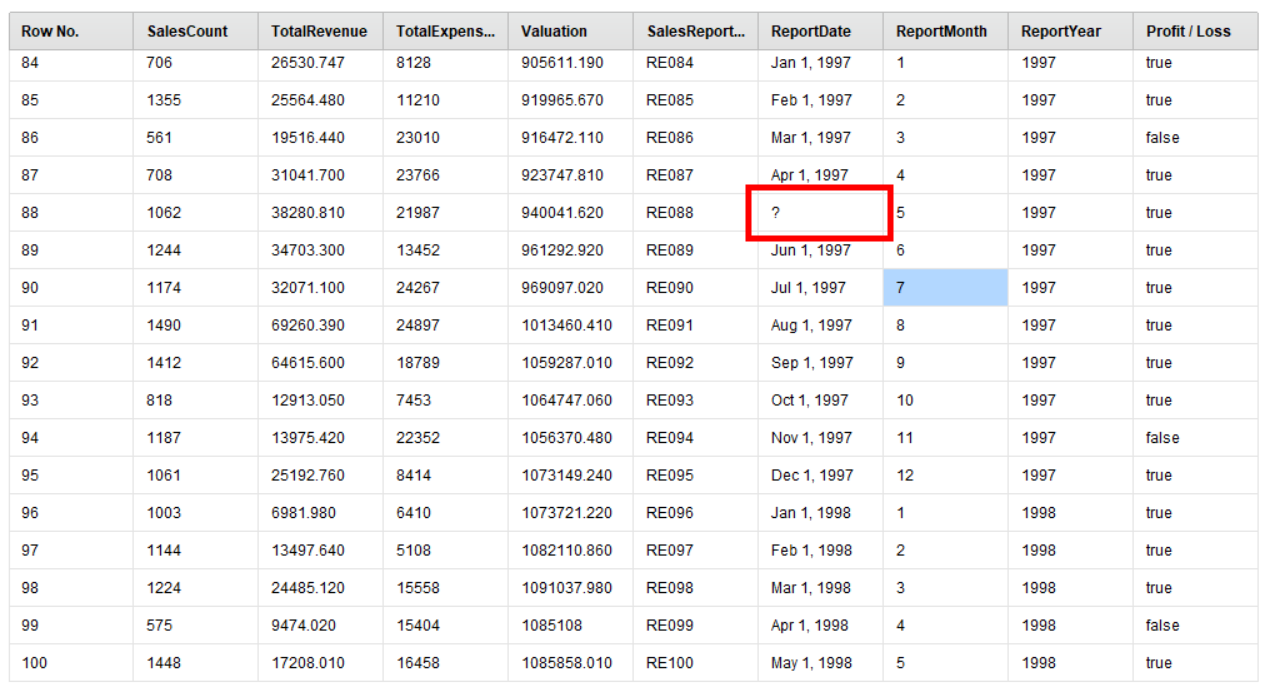 Row No. SalesCount TotalRevenue TotalExpens... Valuation SalesReport... ReportDate ReportMonth ReportYear Profit / Loss
84 706 26530.747 8128 905611.190 RE084 Jan 1, 1997 1 1997 true
85 1355 25564.480 11210 919965.670 RE085 Feb 1, 1997 2 1997 true
86 561 19516.440 23010 916472.110 RE086 Mar 1, 1997 3 1997 false
87 708 31041.700 23766 923747.810 RE087 Apr 1, 1997 4 1997 true
88 1062 38280.810 21987 940041.620 RE088 ? 5 1997 true
89 1244 34703.300 13452 961292.920 RE089 Jun 1, 1997 6 1997 true
90 1174 32071.100 24267 969097.020 RE090 Jul 1, 1997 7 1997 true
91 1490 69260.390 24897 1013460.410 RE091 Aug 1, 1997 8 1997 true
92 1412 64615.600 18789 1059287.010 RE092 Sep 1, 1997 9 1997 true
93 818 12913.050 7453 1064747.060 RE093 Oct 1, 1997 10 1997 true
94 1187 13975.420 22352 1056370.480 RE094 Nov 1, 1997 11 1997 false
95 1061 25192.760 8414 1073149.240 RE095 Dec 1, 1997 12 1997 true
96 1003 6981.980 6410 1073721.220 RE096 Jan 1, 1998 1 1998 true
97 1144 13497.640 5108 1082110.860 RE097 Feb 1, 1998 2 1998 true
98 1224 24485.120 15558 1091037.980 RE098 Mar 1, 1998 3 1998 true
99 575 9474.020 15404 1085108 RE099 Apr 1, 1998 4 1998 false
100 1448 17208.010 16458 1085858.010 RE100 May 1, 1998 5 1998 true